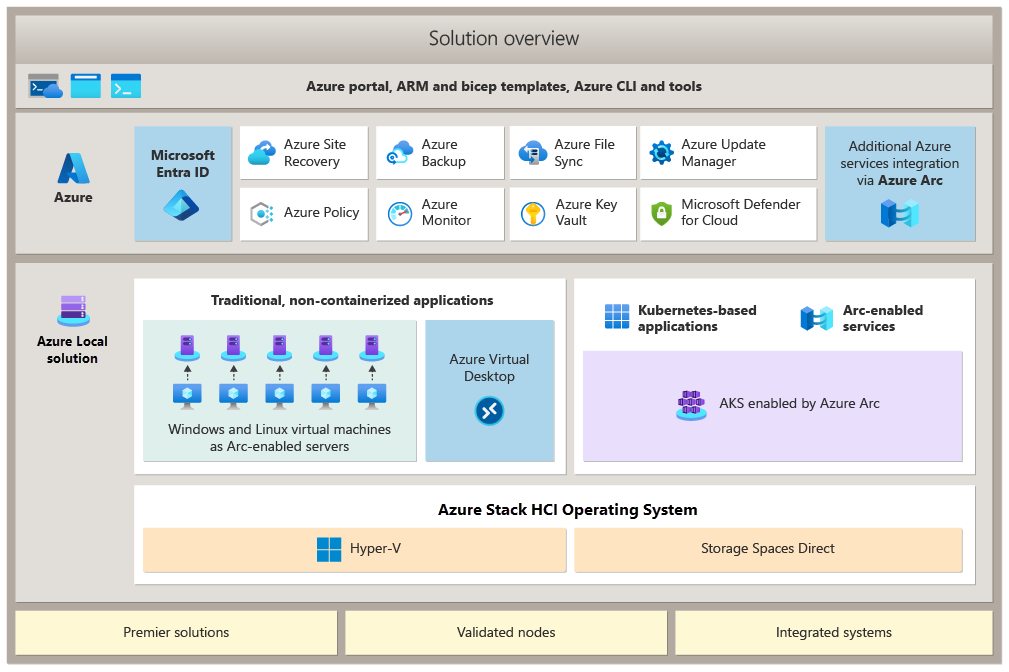 Solution overview
Azure portal, ARM and bicep templates, Azure CLI and tools
Azure
Microsoft
Entra ID
Azure Site
Recovery
Azure
Backup
Azure File
Sync
Azure Update
Manager
Azure Policy
Azure
Monitor
Azure Key
Vault
Microsoft Defender
for Cloud
Additional Azure
services integration
via Azure Arc
Azure Local
solution
Traditional, non-containerized applications
Windows and Linux virtual machines
as Arc-enabled servers
Azure Virtual
Desktop
Kubernetes-based
applications
Arc-enabled
services
AKS enabled by Azure Arc
Azure Stack HCI Operating System
Hyper-V
Storage Spaces Direct
Premier solutions
Validated nodes
Integrated systems